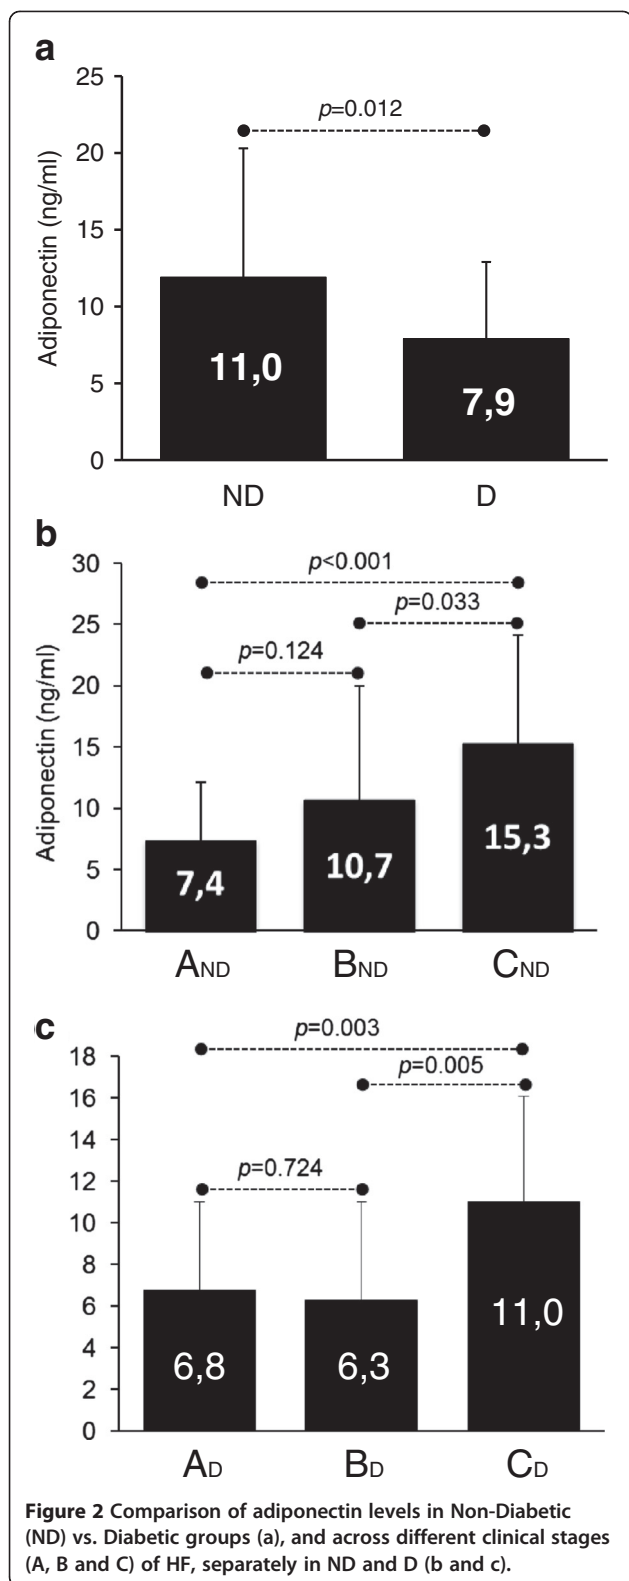 a
25
20
15
10
5
0
Adiponectin (ng/ml)
p=0.012
11,0
7,9
ND
D
b
30
25
20
15
10
5
0
Adiponectin (ng/ml)
p<0.001
p=0.033
p=0.124
7,4
10,7
15,3
AND
BND
CND
c
18
16
14
12
10
8
6
4
2
0
p=0.003
p=0.005
p=0.724
6,8
6,3
11,0
AD
BD
CD
Figure 2 Comparison of adiponectin levels in Non-Diabetic
(ND) vs. Diabetic groups (a), and across different clinical stages
(A, B and C) of HF, separately in ND and D (b and c).